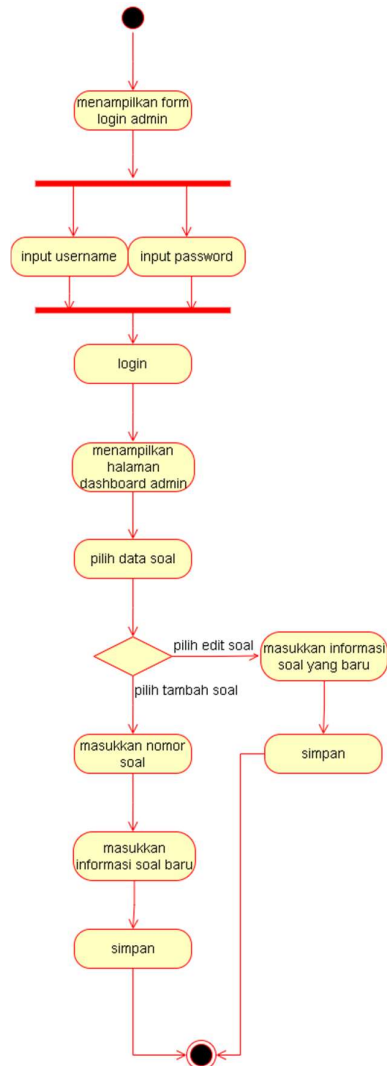 menampilkan form
login admin
input username
input password
login
menampilkan
halaman
dashboard admin
pilih data soal
pilih edit soal
masukkan informasi
soal yang baru
pilih tambah soal
masukkan nomor
soal
simpan
masukkan
informasi soal baru
simpan